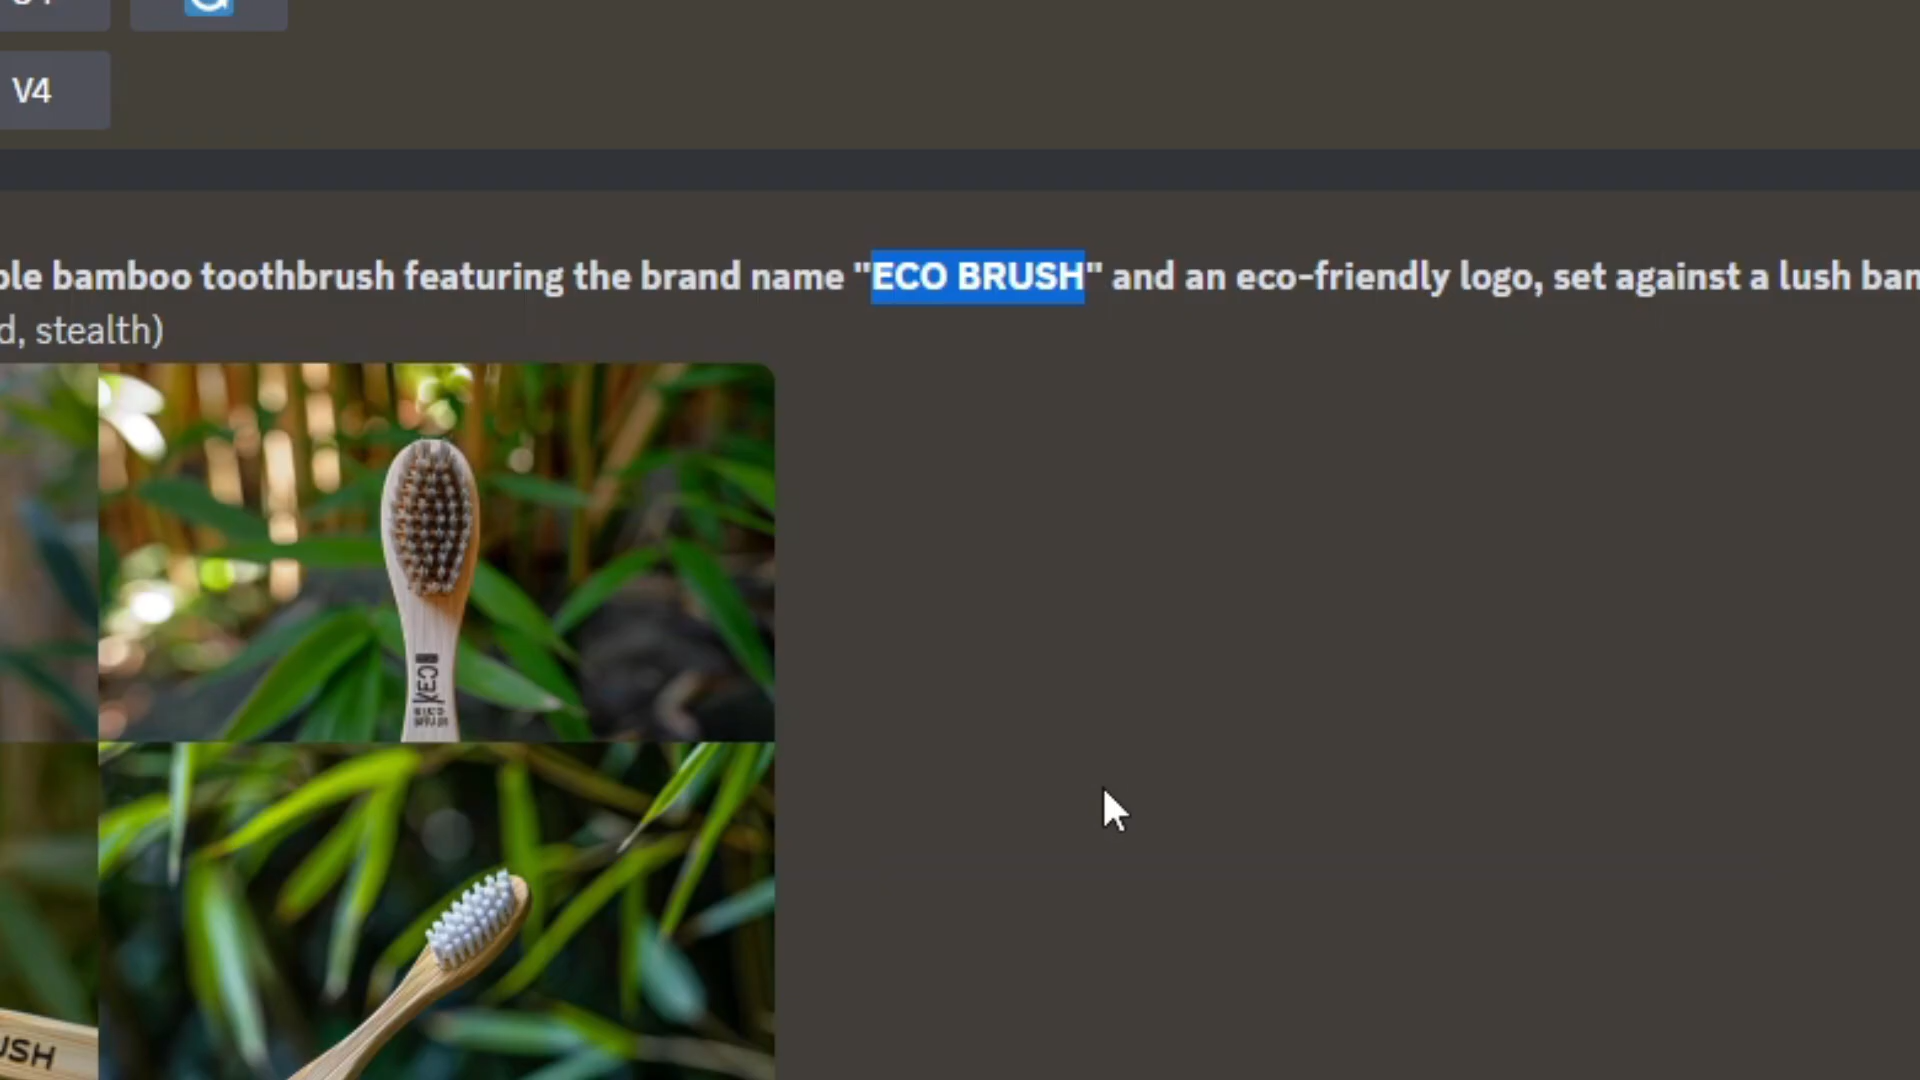 V4
ble bamboo toothbrush featuring the brand name "ECO BRUSH" and an eco-friendly logo, set against a lush bam
d, stealth)
USH